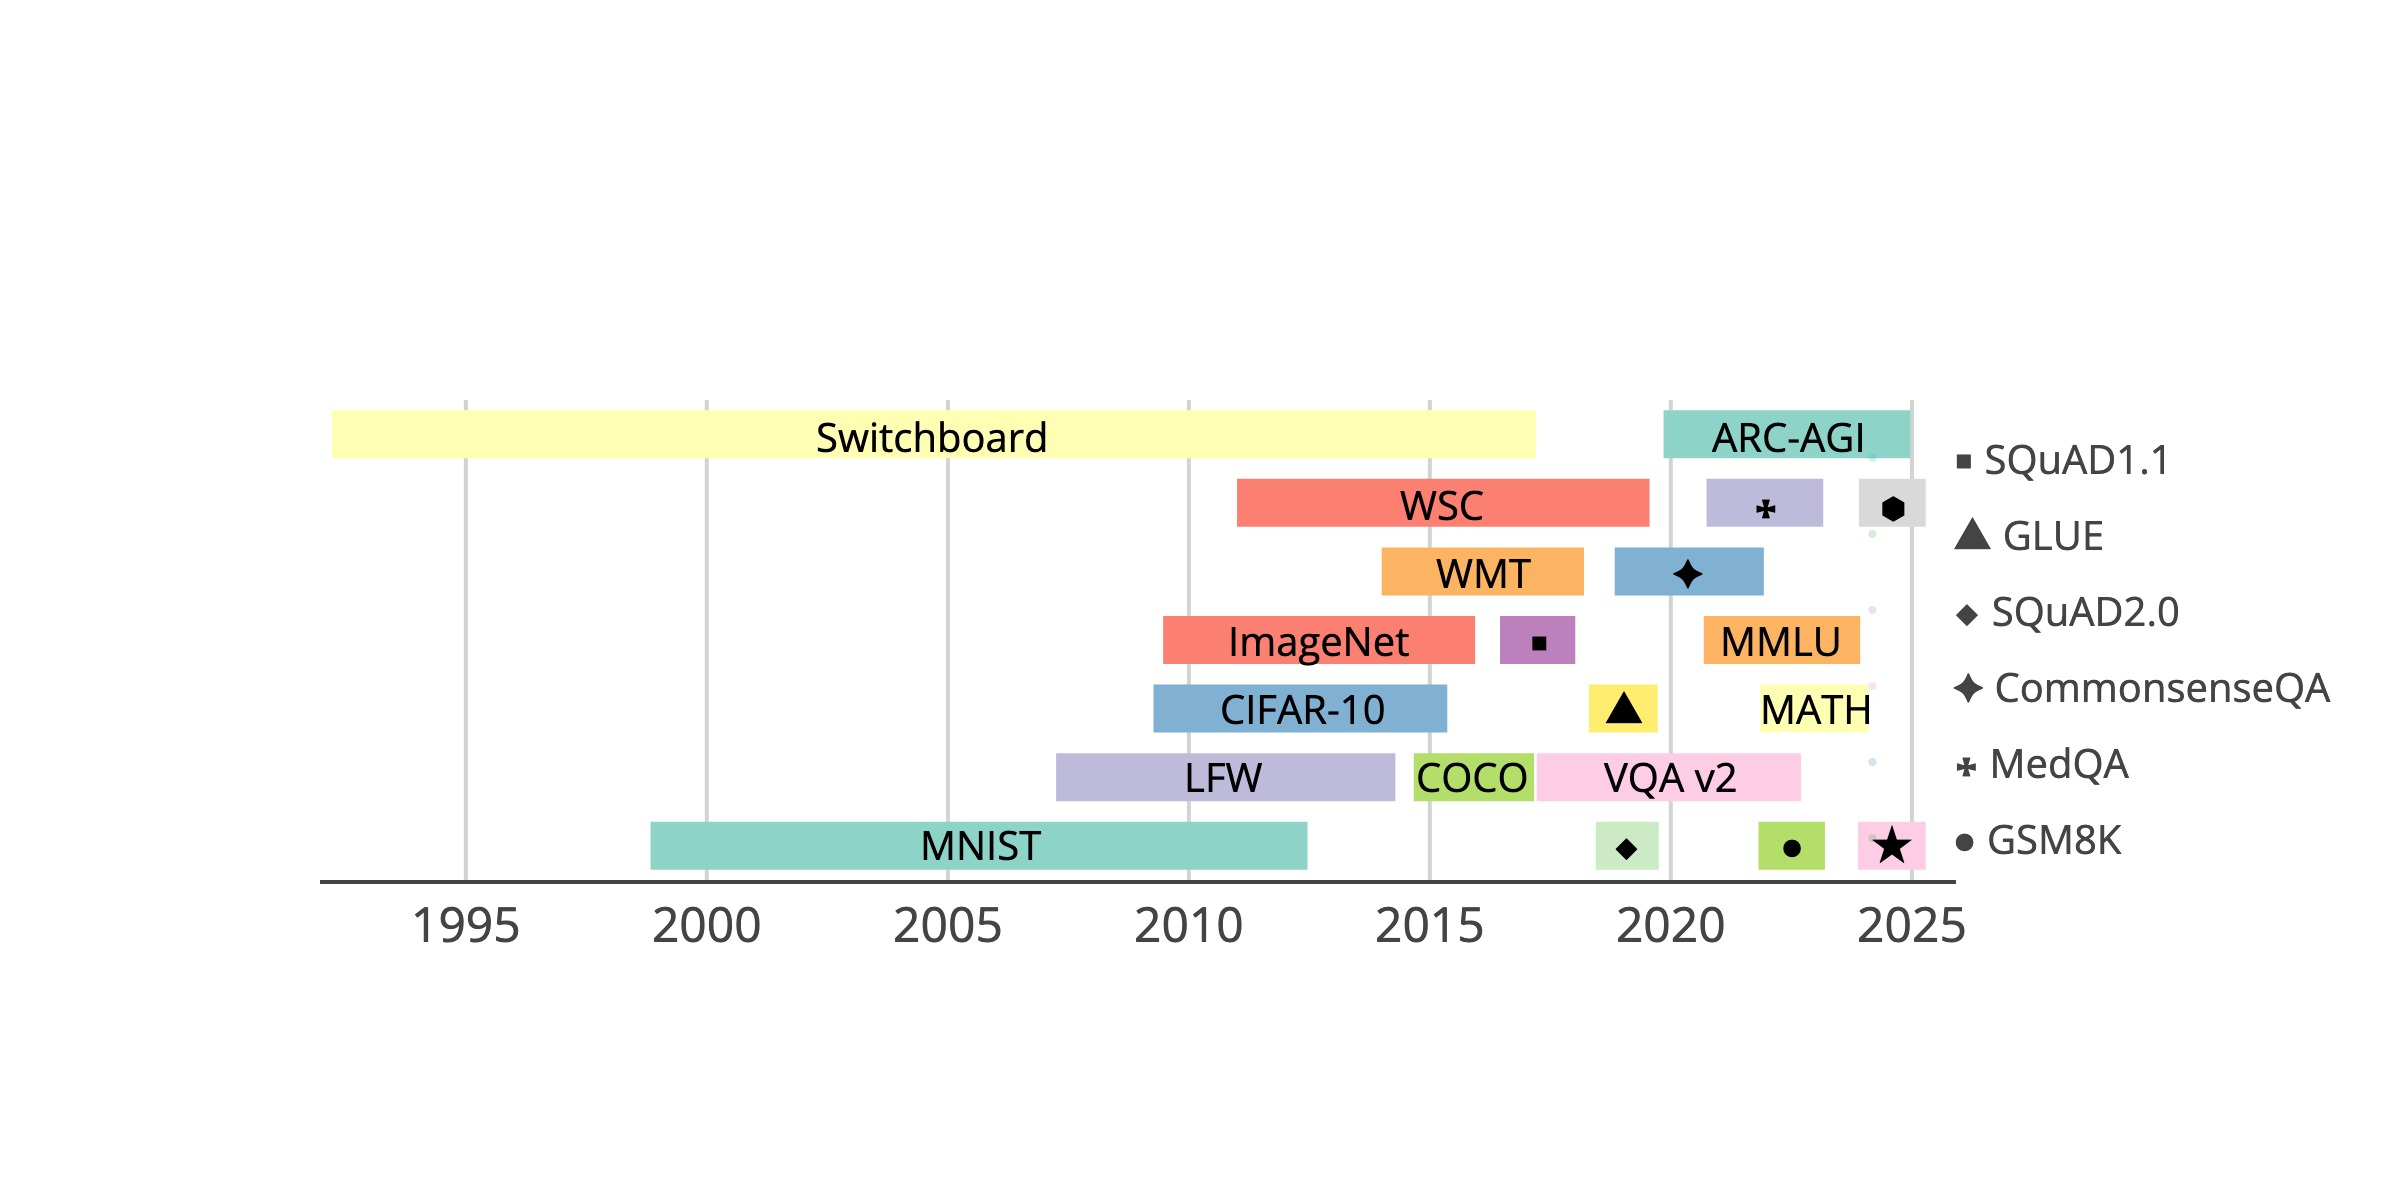 Switchboard
ARC-AGI
WSC
WMT
ImageNet
MMLU
CIFAR-10
MATH
LFW
COCO
VQA v2
MNIST
1995 2000 2005 2010 2015 2020 2025
SQuAD1.1
GLUE
SQuAD2.0
CommonsenseQA
MedQA
GSM8K